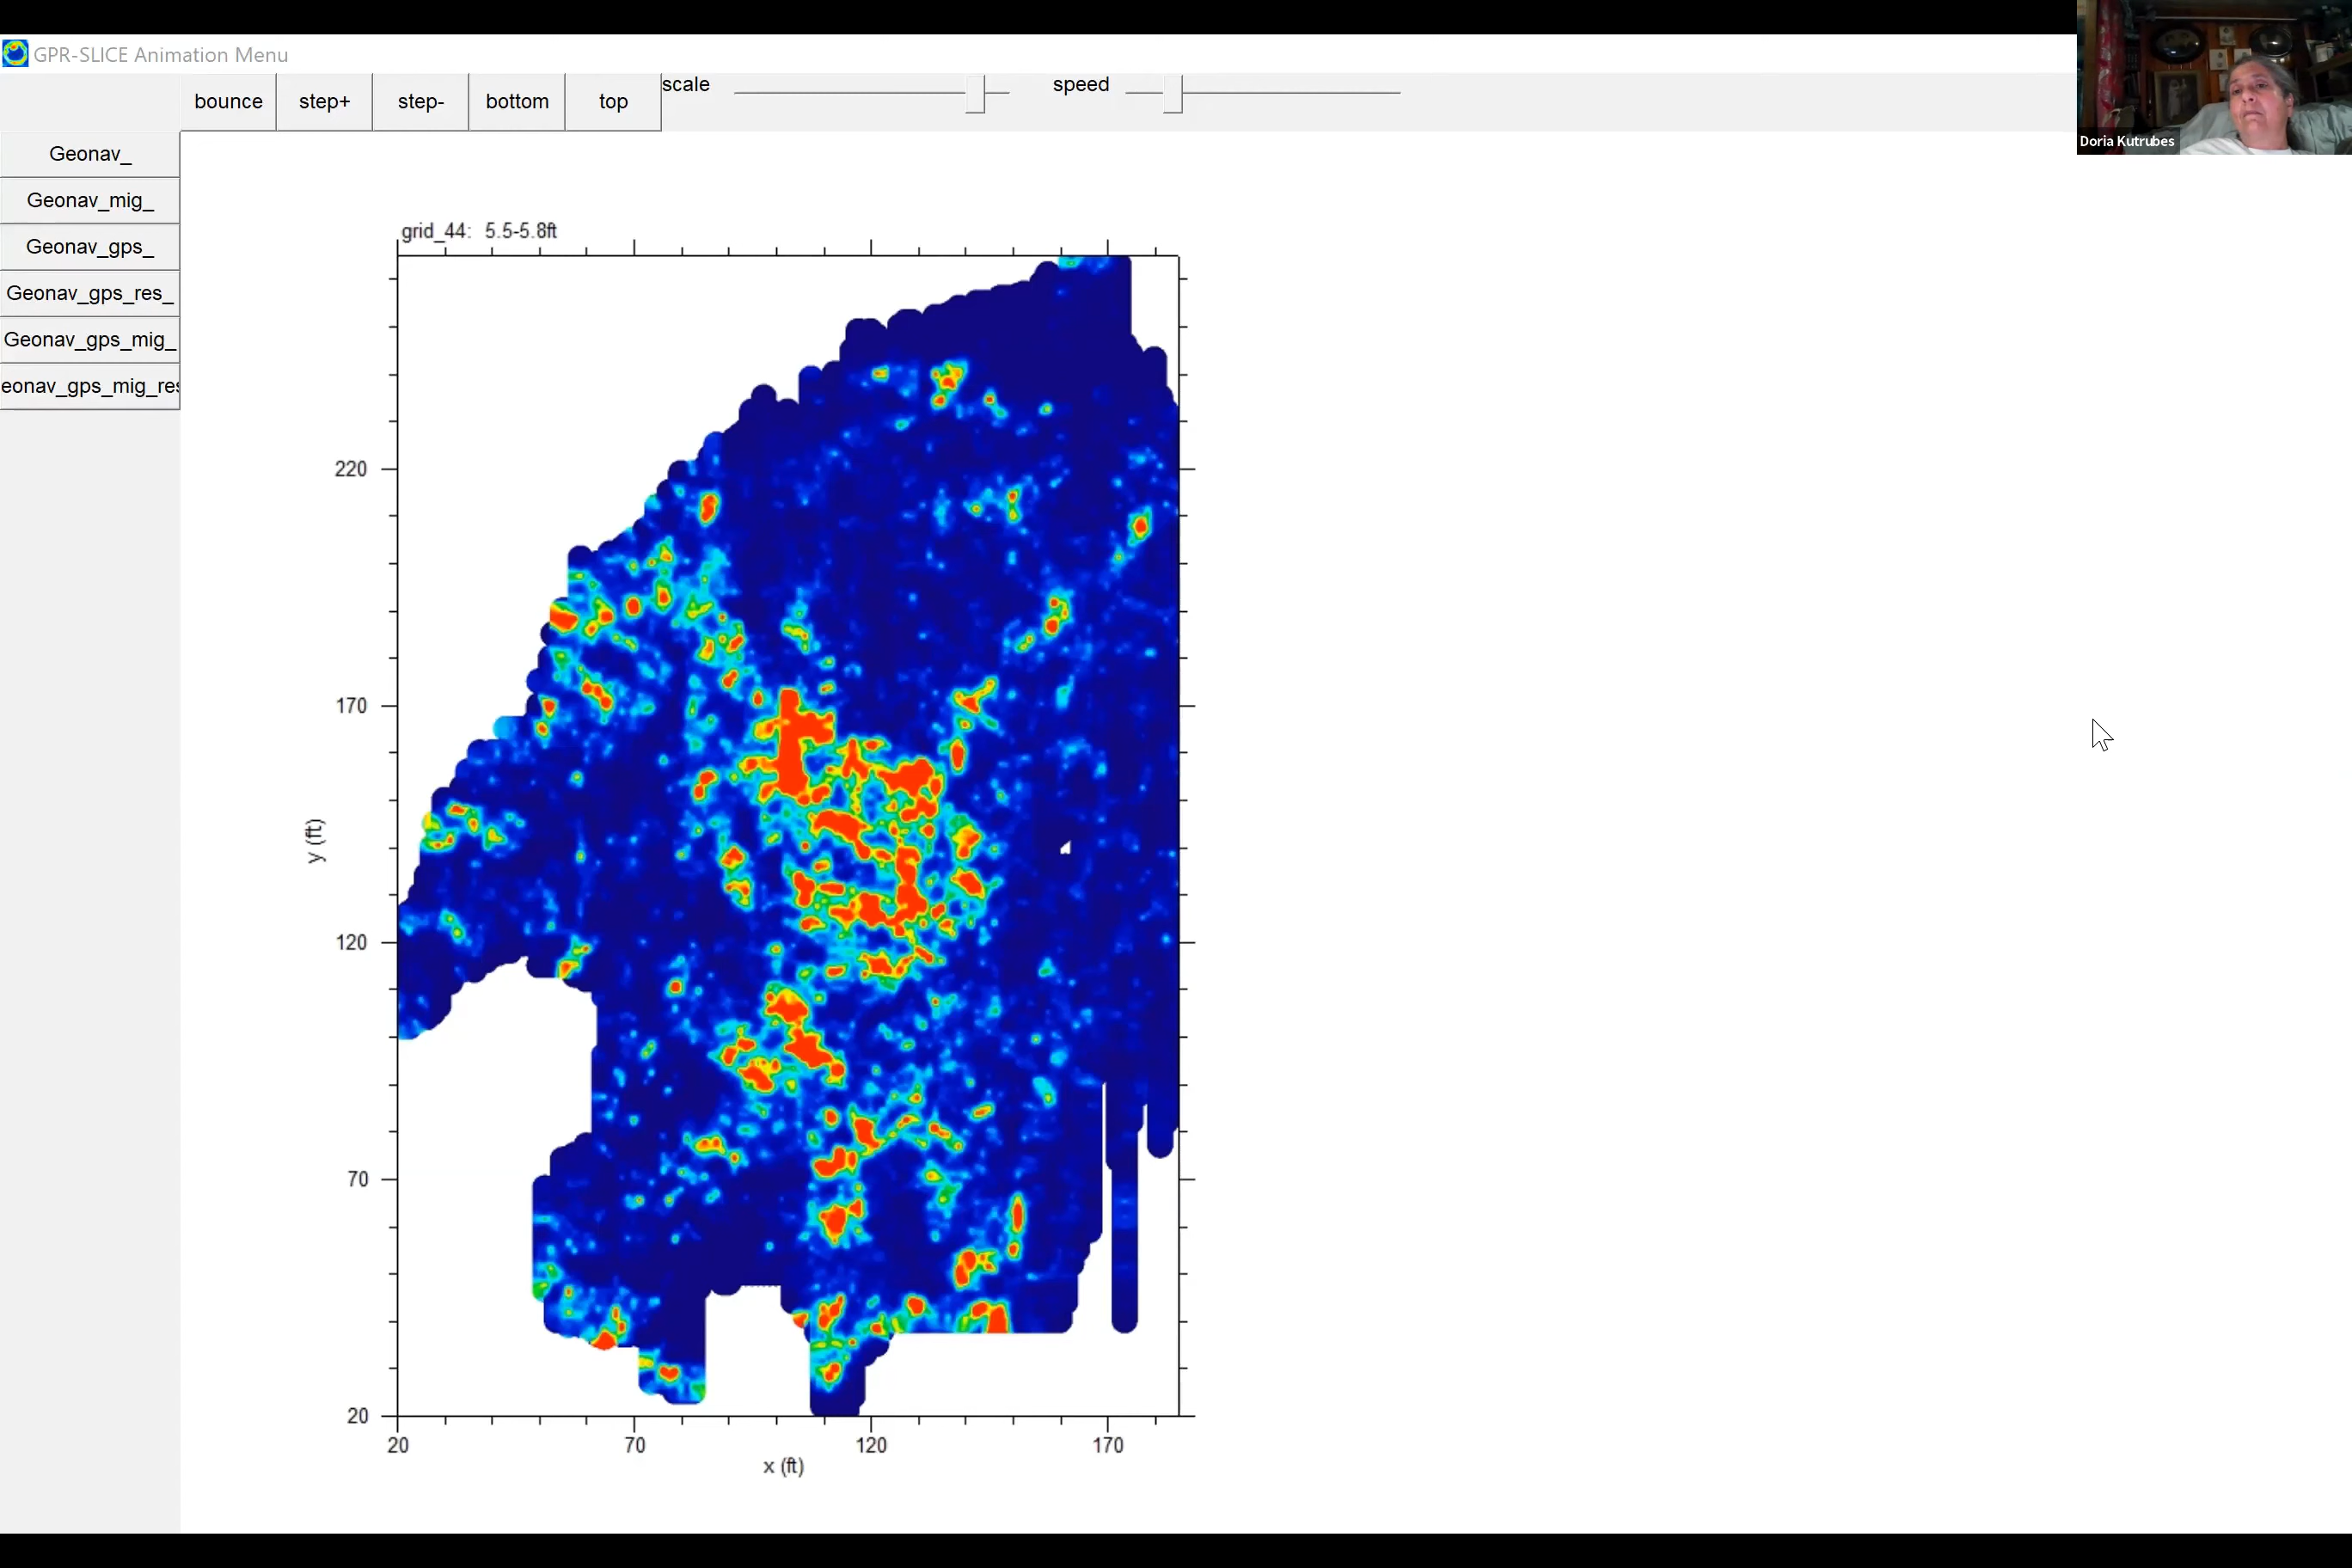 GPR-SLICE Animation Menu
bounce step+ step- bottom top scale speed
Doria Kutrubes
Geonav_
Geonav_mig_
Geonav_gps_
Geonav_gps_res_
Geonav_gps_mig_
eonav_gps_mig_res
grid_44: 5.5-5.8ft
220
170
y (ft)
120
70
20
20 70 120 170
x (ft)